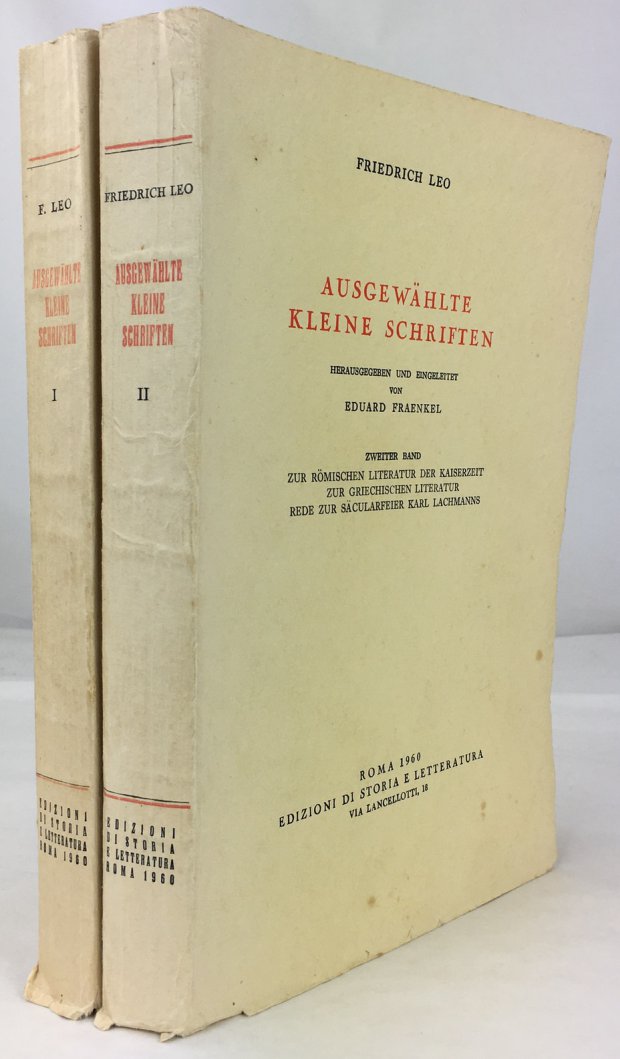 F. LEO
AUSGEWÄHLTE
KLEINE
SCHRIFTEN
I
EDIZIONI
DI STORIA
E LETTERATURA
ROMA 1960
FRIEDRICH LEO
AUSGEWÄHLTE
KLEINE
SCHRIFTEN
II
EDIZIONI
DI STORIA
E LETTERATURA
ROMA 1960
FRIEDRICH LEO
AUSGEWÄHLTE
KLEINE SCHRIFTEN
HERAUSGEGEBEN UND EINGELEITET
VON
EDUARD FRAENKEL
ZWEITER BAND
ZUR RÖMISCHEN LITERATUR DER KAISERZEIT
ZUR GRIECHISCHEN LITERATUR
REDE ZUR SÄCULARFEIER KARL LACHMANNS
ROMA 1960
EDIZIONI DI STORIA E LETTERATURA
VIA LANCELLOTTI, 18